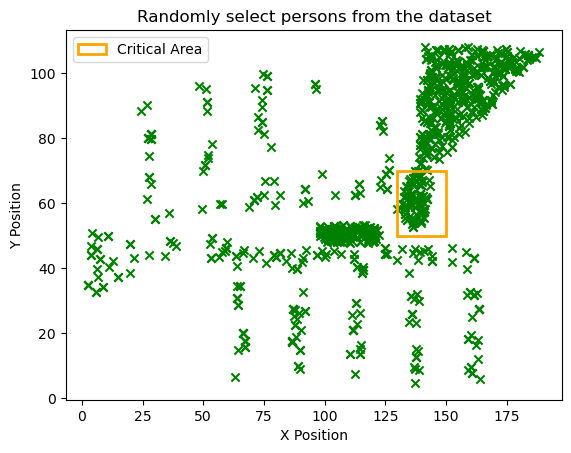 Randomly select persons from the dataset
Critical Area
Y Position
100
80
60
40
20
0
0 25 50 75 100 125 150 175
X Position